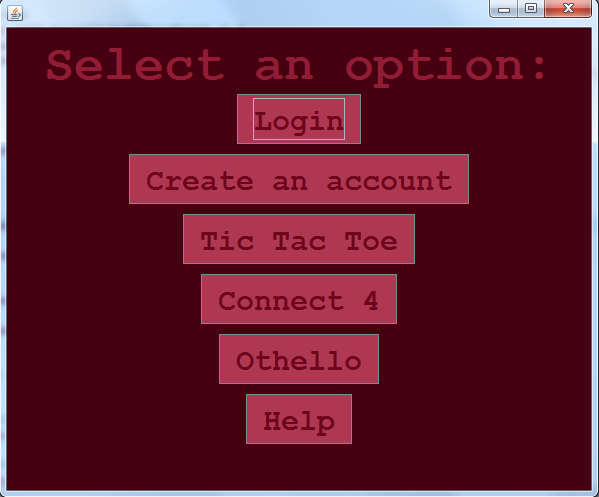 Select an option:
Login
Create an account
Tic Tac Toe
Connect 4
Othello
Help